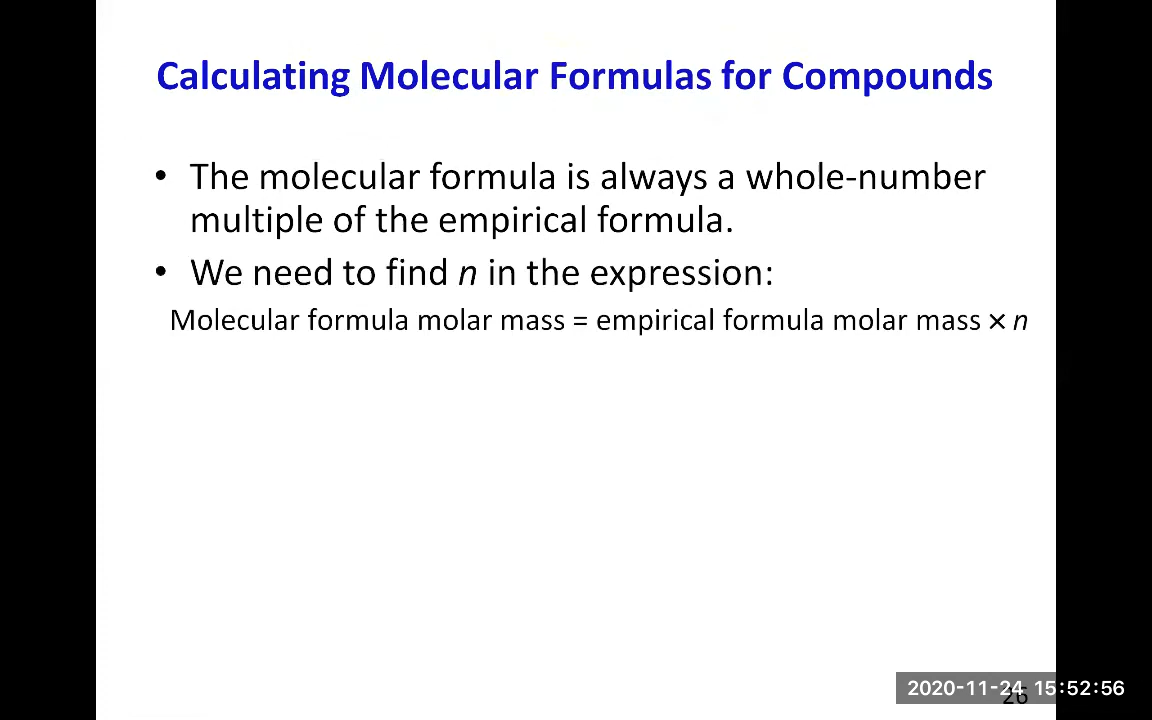 Calculating Molecular Formulas for Compounds
• The molecular formula is always a whole-number
multiple of the empirical formula.
• We need to find n in the expression:
Molecular formula molar mass = empirical formula molar mass × n
2020-11-24 15:52:56
26